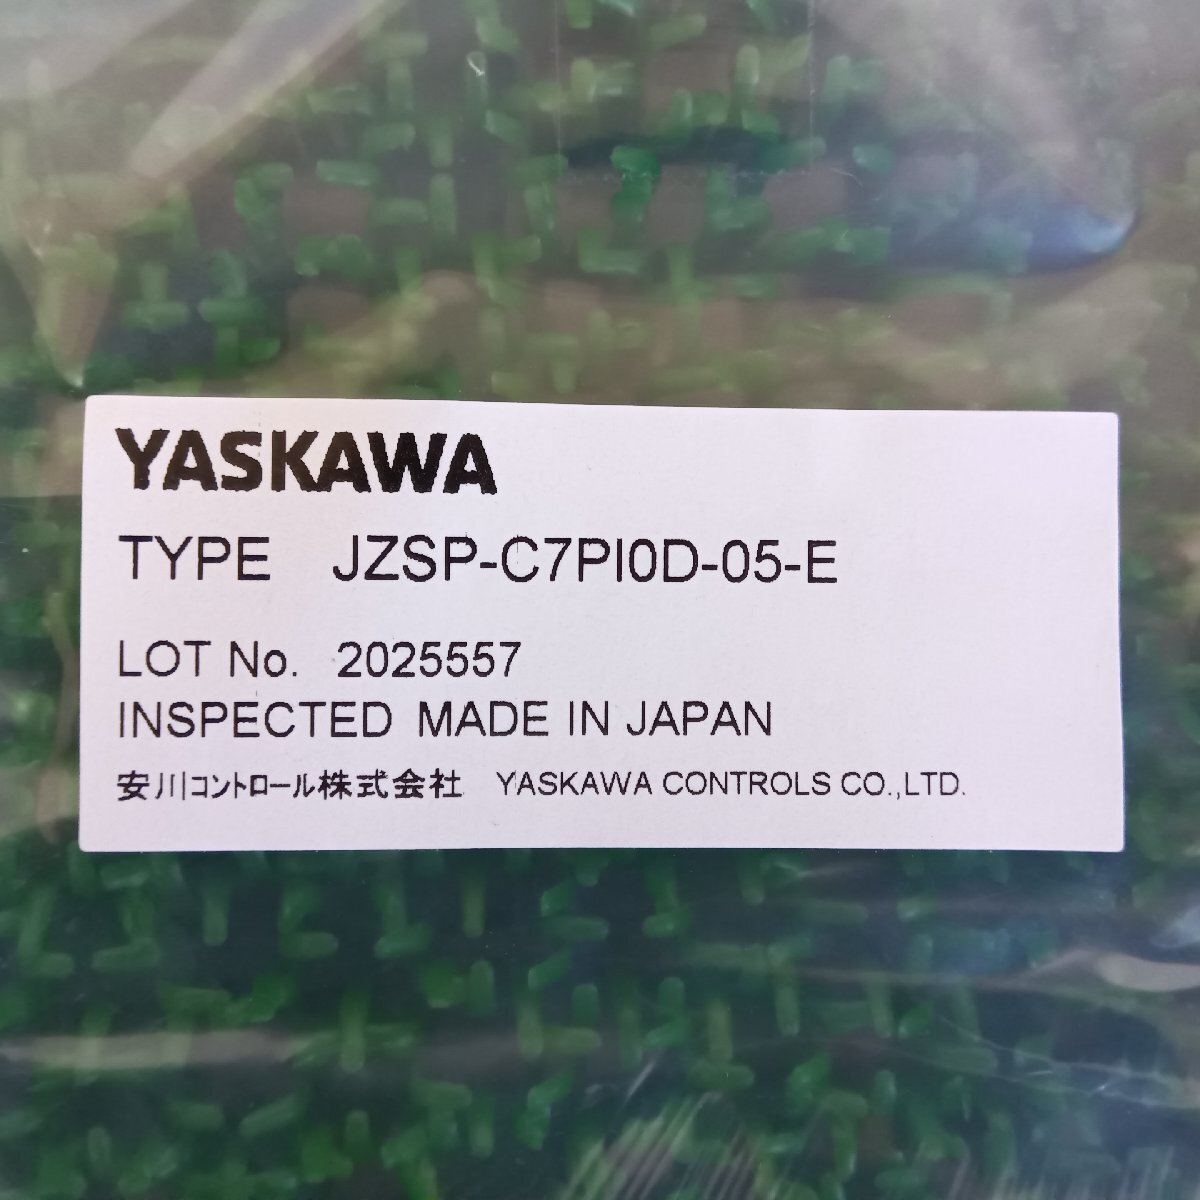 YASKAWA
TYPE JZSP-C7PI0D-05-E
LOT No. 2025557
INSPECTED MADE IN JAPAN
安川コントロール株式会社 YASKAWA CONTROLS CO.,LTD.